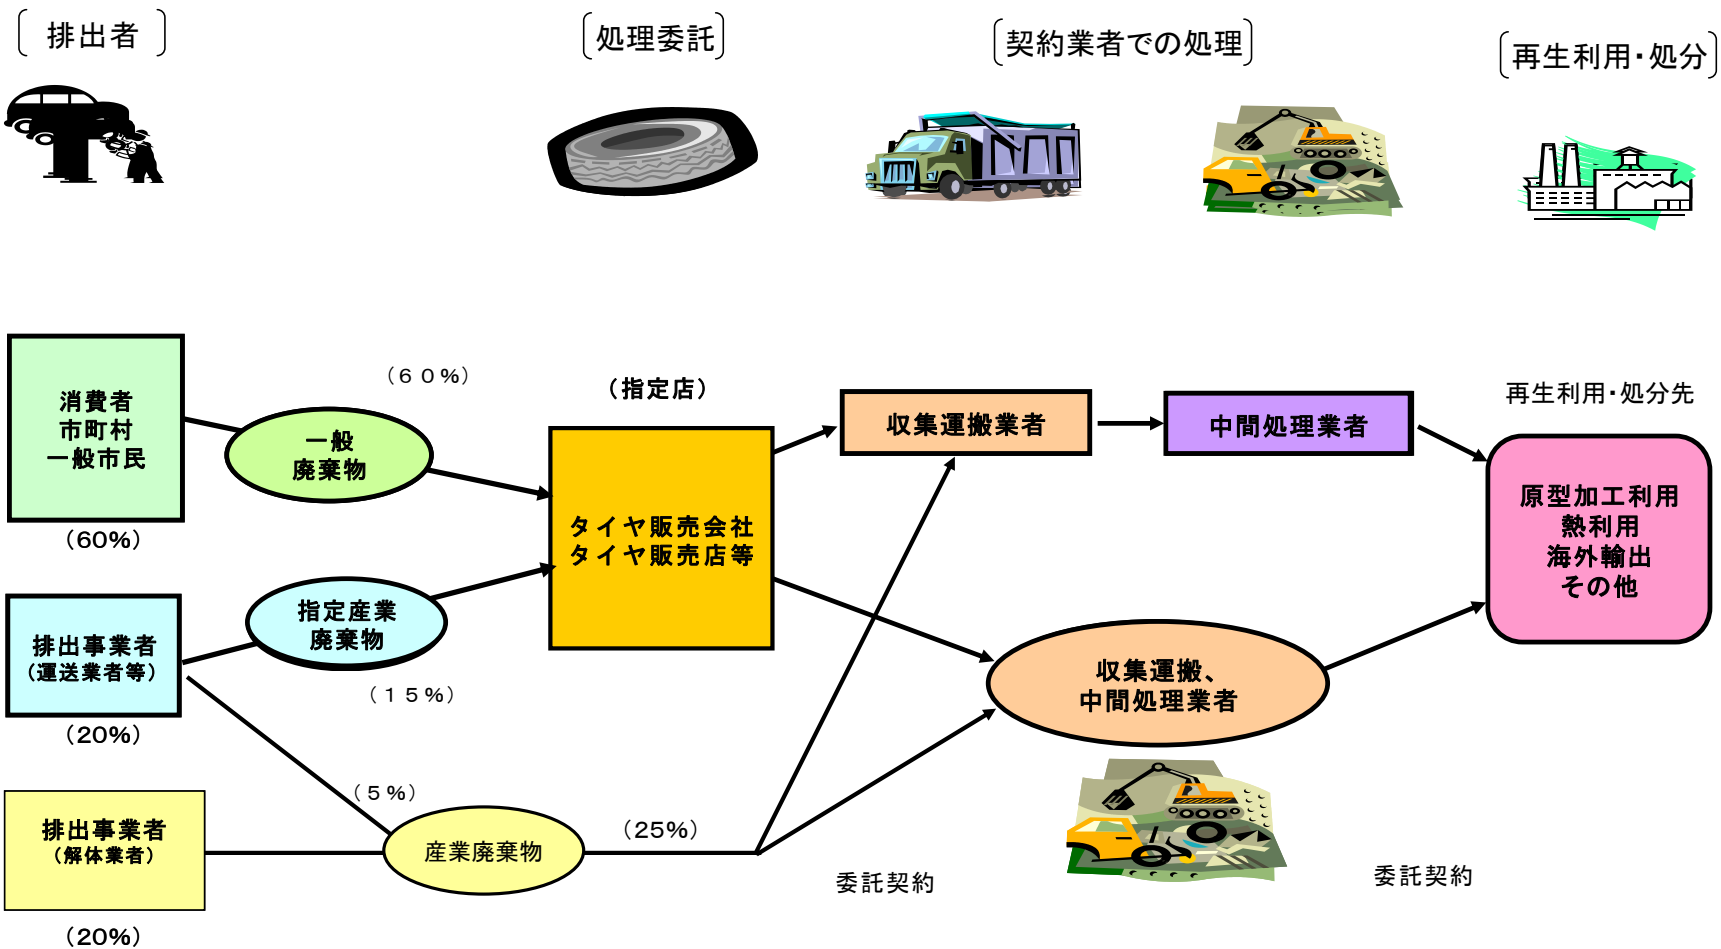 排出者
処理委託
契約業者での処理
再生利用・処分
消費者
市町村
一般市民
(60%)
一般
廃棄物
(60%)
(指定店)
タイヤ販売会社
タイヤ販売店等
収集運搬業者
中間処理業者
再生利用・処分先
原型加工利用
熱利用
海外輸出
その他
排出事業者
(運送業者等)
(20%)
指定産業
廃棄物
(15%)
収集運搬、
中間処理業者
(5%)
排出事業者
(解体業者)
(20%)
産業廃棄物
(25%)
委託契約
委託契約